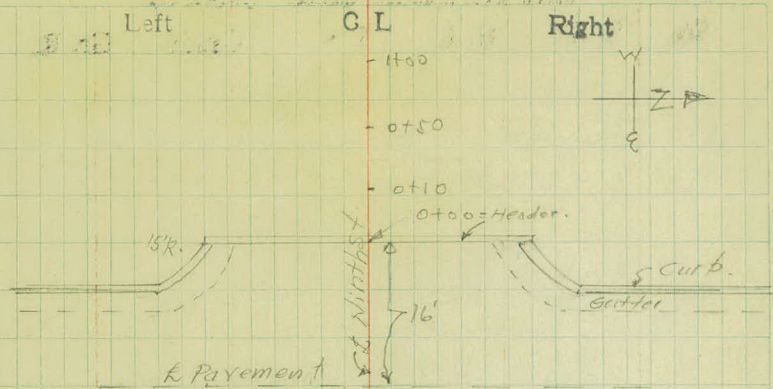 Left C L Right
1+00
W
Z
0+50
E
0+10
0+00=Header.
15'R.
Curb.
Gutter
16'
℄ Ninth St
℄ Pavement